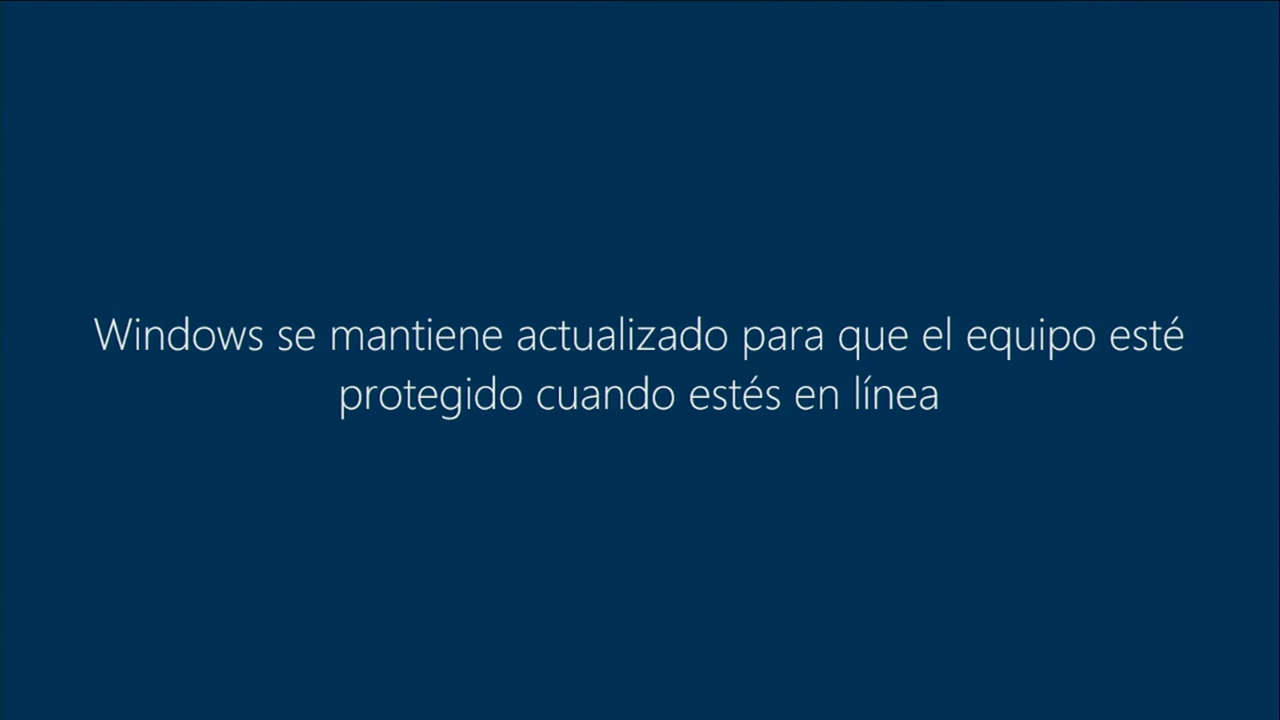 Windows se mantiene actualizado para que el equipo esté
protegido cuando estés en línea